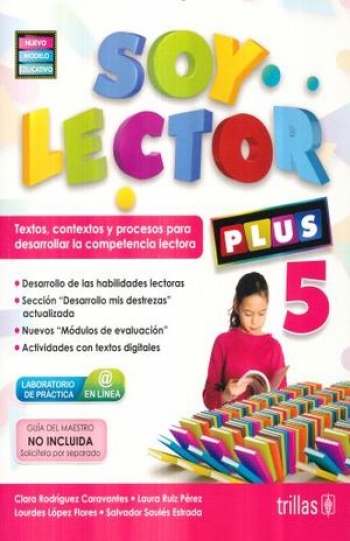 NUEVO
MODELO
EDUCATIVO
SOY
LECTOR
PLUS
5
Textos, contextos y procesos para
desarrollar la competencia lectora
• Desarrollo de las habilidades lectoras
• Sección "Desarrollo mis destrezas"
actualizada
• Nuevos "Módulos de evaluación"
• Actividades con textos digitales
LABORATORIO
DE PRÁCTICA
@
EN LÍNEA
GUÍA DEL MAESTRO
NO INCLUIDA
Solicítela por separado
Clara Rodríguez Caravantes • Laura Ruiz Pérez
Lourdes López Flores • Salvador Saulés Estrada
trillas